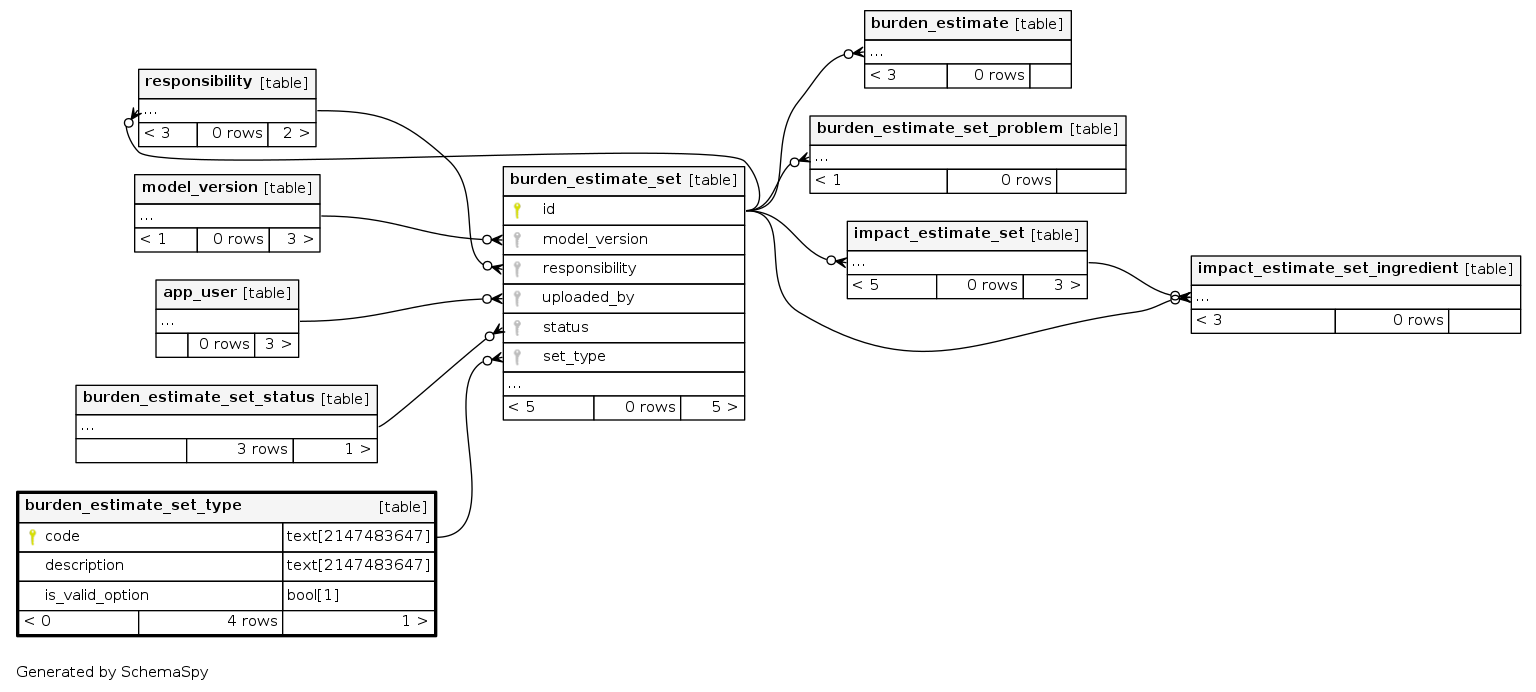 burden_estimate [table]
...
< 3 0 rows
responsibility [table]
...
< 3 0 rows 2 >
burden_estimate_set_problem [table]
...
< 1 0 rows
model_version [table]
...
< 1 0 rows 3 >
burden_estimate_set [table]
id
model_version
responsibility
uploaded_by
status
set_type
...
< 5 0 rows 5 >
impact_estimate_set [table]
...
< 5 0 rows 3 >
impact_estimate_set_ingredient [table]
...
< 3 0 rows
app_user [table]
...
0 rows 3 >
burden_estimate_set_status [table]
...
3 rows 1 >
burden_estimate_set_type [table]
code text[2147483647]
description text[2147483647]
is_valid_option bool[1]
< 0 4 rows 1 >
Generated by SchemaSpy